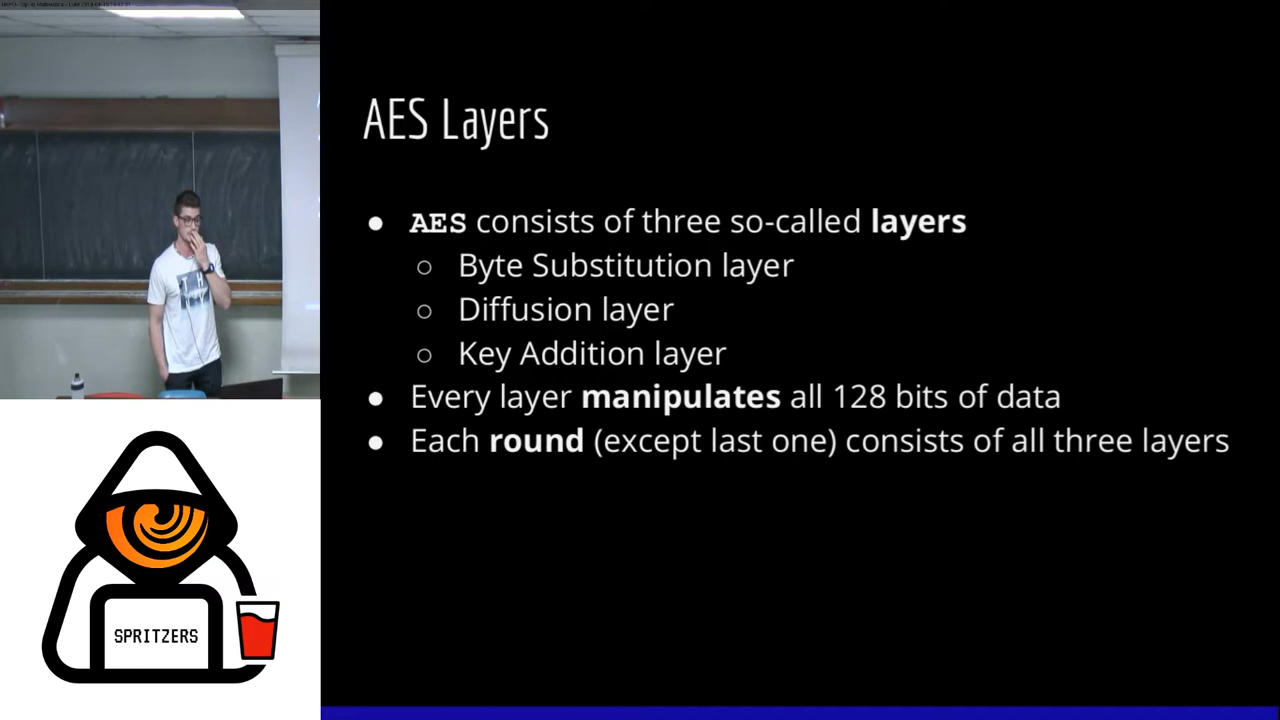 AES Layers
● AES consists of three so-called layers
○ Byte Substitution layer
○ Diffusion layer
○ Key Addition layer
● Every layer manipulates all 128 bits of data
● Each round (except last one) consists of all three layers
SPRITZERS